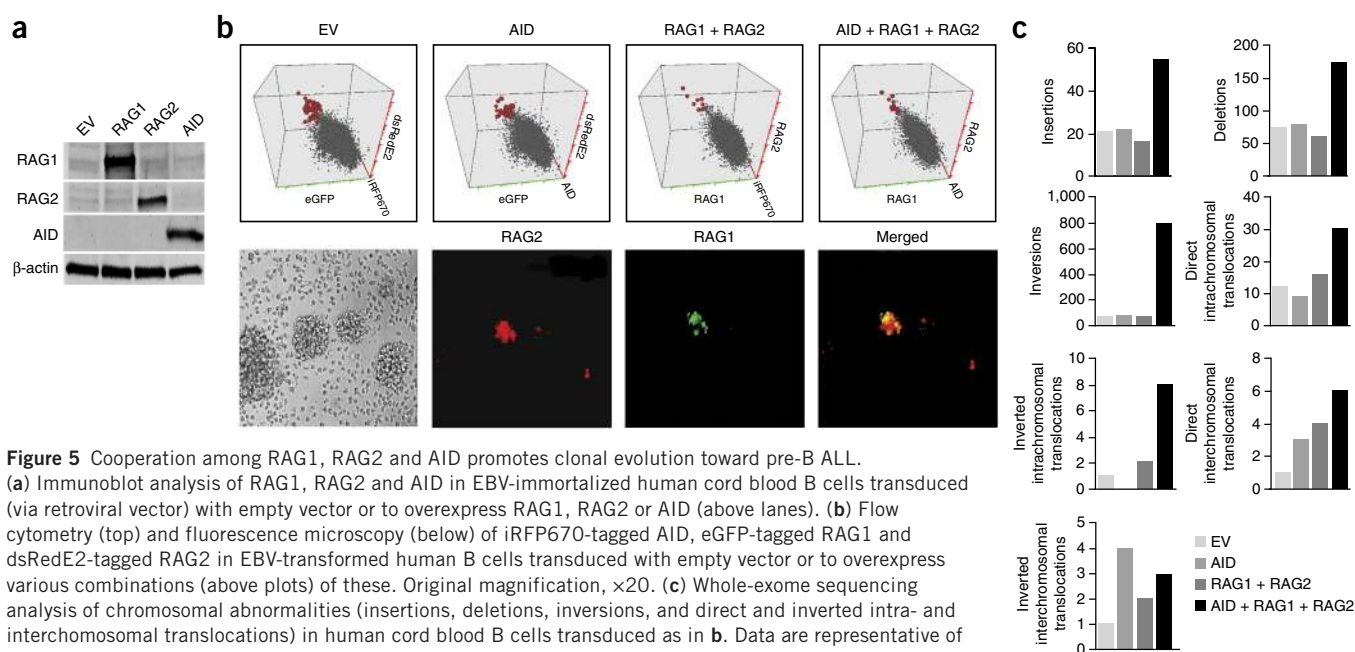 a
EV RAG1 RAG2 AID
RAG1
RAG2
AID
β-actin
b
EV AID RAG1 + RAG2 AID + RAG1 + RAG2
dsRedE2 dsRedE2 RAG2 RAG2
iRFP670 AID iRFP670 AID
eGFP eGFP RAG1 RAG1
RAG2 RAG1 Merged
c
Insertions
60
40
20
0
Deletions
200
150
100
50
0
Inversions
1,000
800
600
400
200
0
Direct
intrachromosomal
translocations
40
30
20
10
0
Inverted
intrachromosomal
translocations
10
8
6
4
2
0
Direct
interchromosomal
translocations
8
6
4
2
0
Inverted
interchromosomal
translocations
5
4
3
2
1
0
EV
AID
RAG1 + RAG2
AID + RAG1 + RAG2
Figure 5 Cooperation among RAG1, RAG2 and AID promotes clonal evolution toward pre-B ALL.
(a) Immunoblot analysis of RAG1, RAG2 and AID in EBV-immortalized human cord blood B cells transduced
(via retroviral vector) with empty vector or to overexpress RAG1, RAG2 or AID (above lanes). (b) Flow
cytometry (top) and fluorescence microscopy (below) of iRFP670-tagged AID, eGFP-tagged RAG1 and
dsRedE2-tagged RAG2 in EBV-transformed human B cells transduced with empty vector or to overexpress
various combinations (above plots) of these. Original magnification, ×20. (c) Whole-exome sequencing
analysis of chromosomal abnormalities (insertions, deletions, inversions, and direct and inverted intra- and
interchomosomal translocations) in human cord blood B cells transduced as in b. Data are representative of